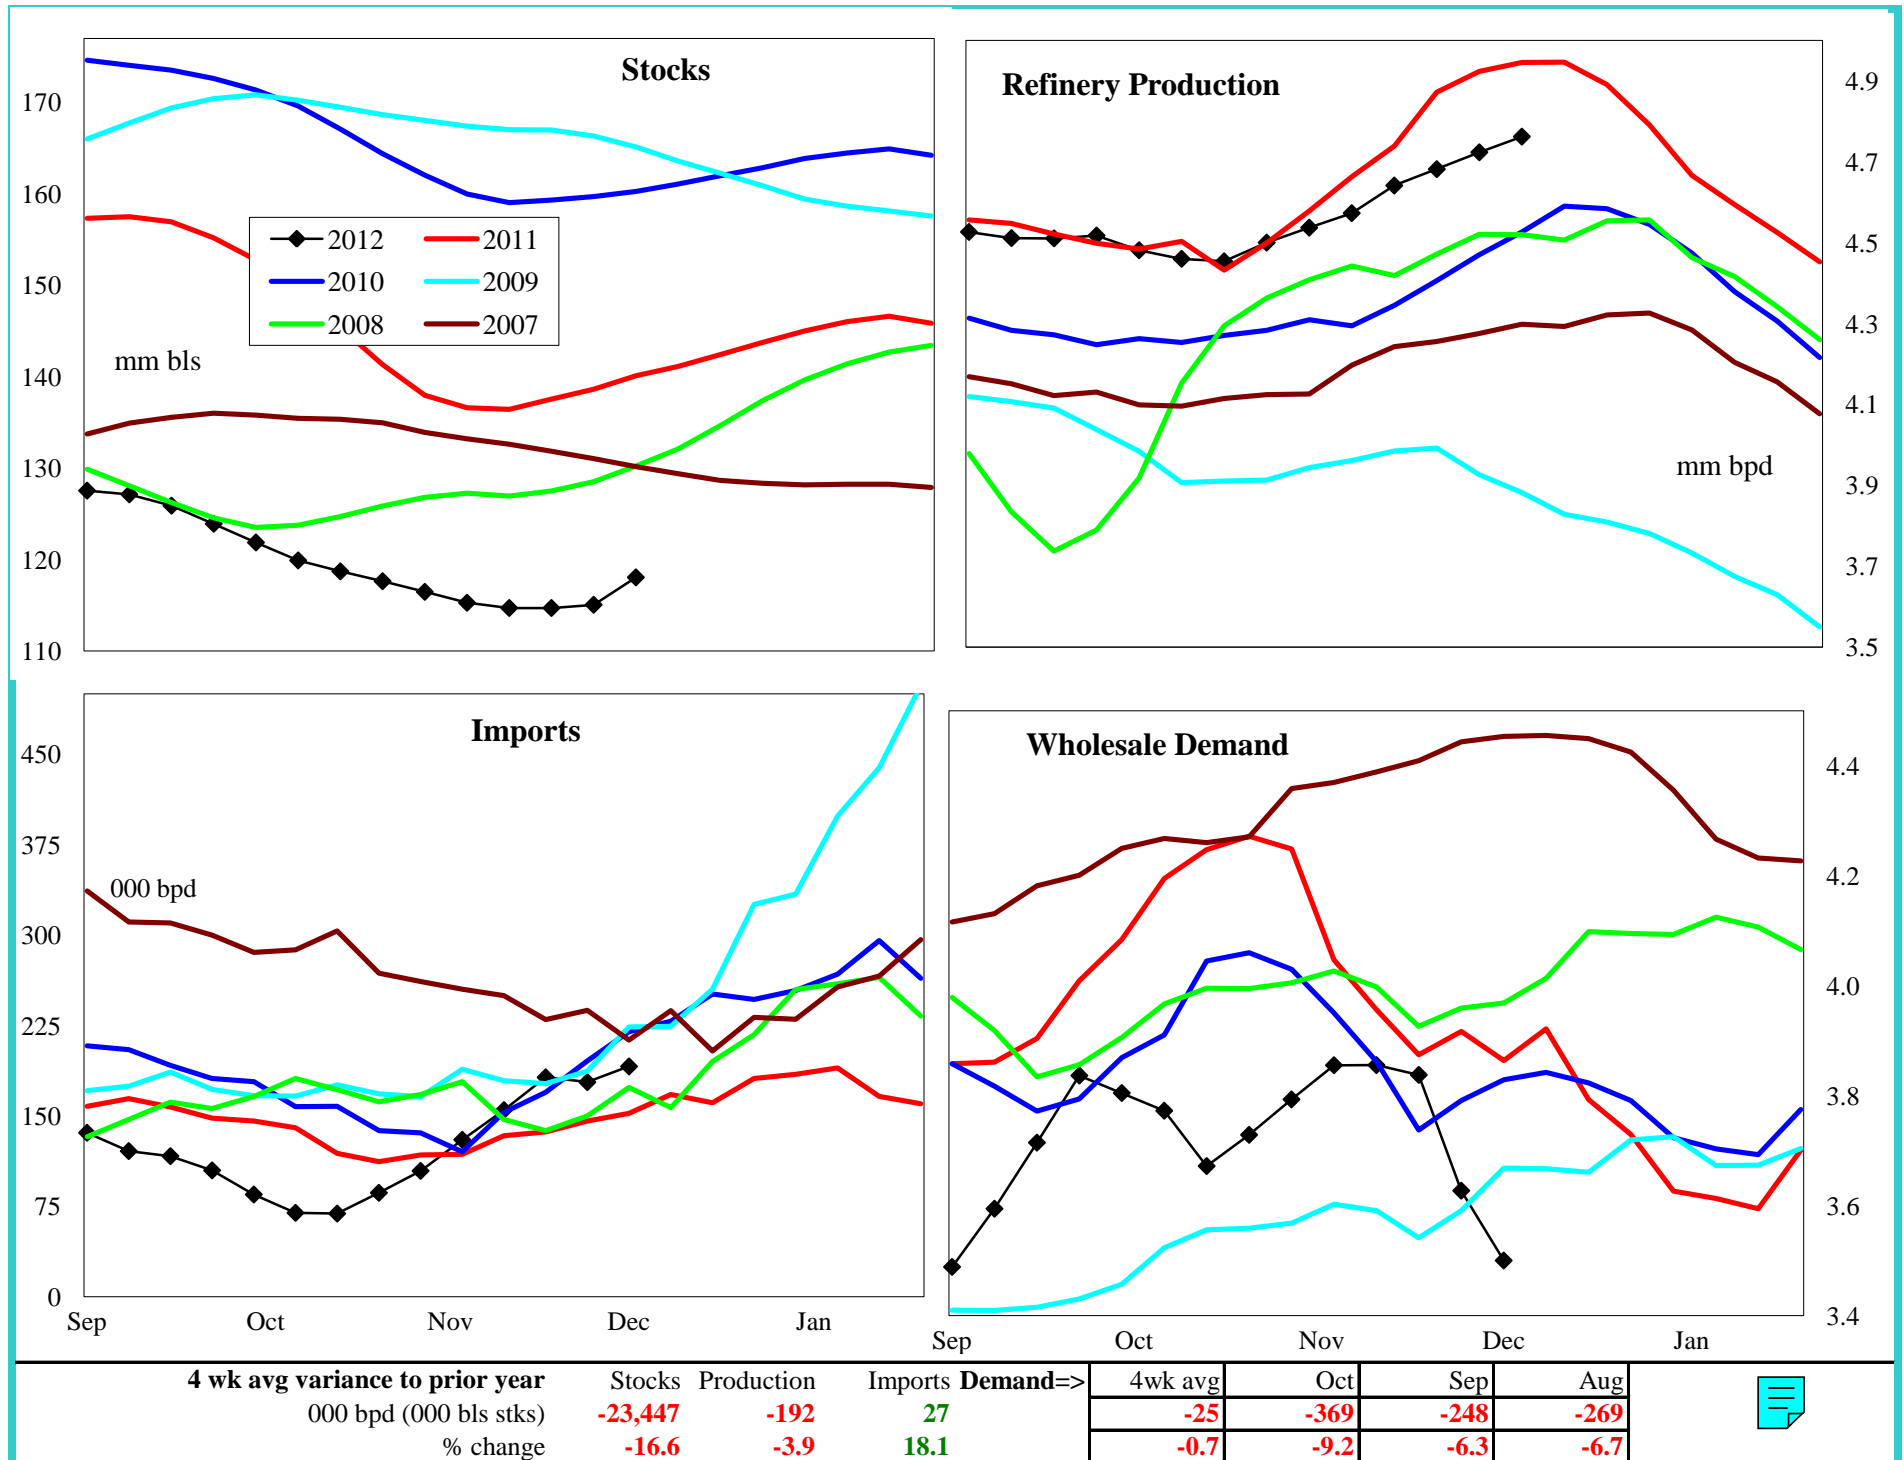 Stocks
170
160
150
140
130
120
110
2012
2011
2010
2009
2008
2007
mm bls
Refinery Production
4.9
4.7
4.5
4.3
4.1
3.9
3.7
3.5
mm bpd
Imports
450
375
300
225
150
75
0
000 bpd
Sep Oct Nov Dec Jan
Wholesale Demand
4.4
4.2
4.0
3.8
3.6
3.4
Sep Oct Nov Dec Jan
4 wk avg variance to prior year Stocks Production Imports Demand=> 4wk avg Oct Sep Aug
000 bpd (000 bls stks) -23,447 -192 27 -25 -369 -248 -269
% change -16.6 -3.9 18.1 -0.7 -9.2 -6.3 -6.7